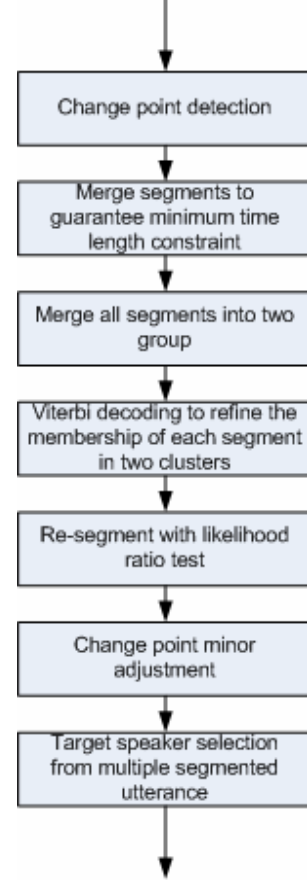 Change point detection
Merge segments to
guarantee minimum time
length constraint
Merge all segments into two
group
Viterbi decoding to refine the
membership of each segment
in two clusters
Re-segment with likelihood
ratio test
Change point minor
adjustment
Target speaker selection
from multiple segmented
utterance